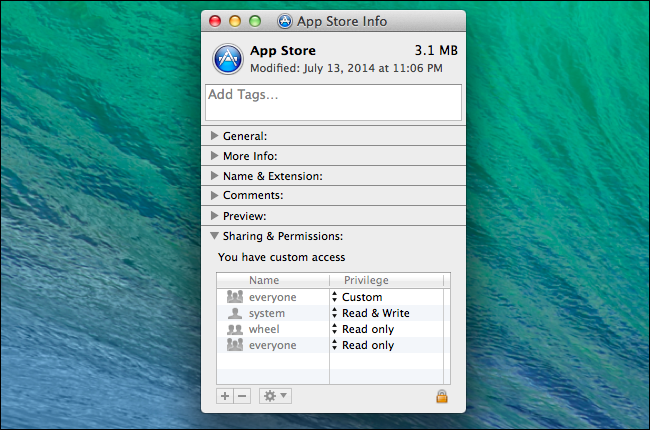 App Store Info
App Store 3.1 MB
Modified: July 13, 2014 at 11:06 PM
Add Tags...
General:
More Info:
Name & Extension:
Comments:
Preview:
Sharing & Permissions:
You have custom access
Name Privilege
everyone Custom
system Read & Write
wheel Read only
everyone Read only